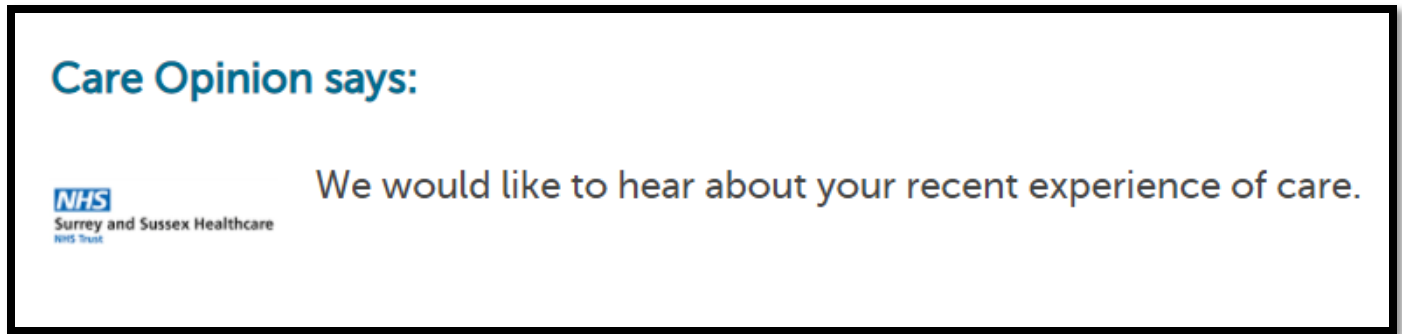 Care Opinion says:
We would like to hear about your recent experience of care.
NHS
Surrey and Sussex Healthcare
NHS Trust